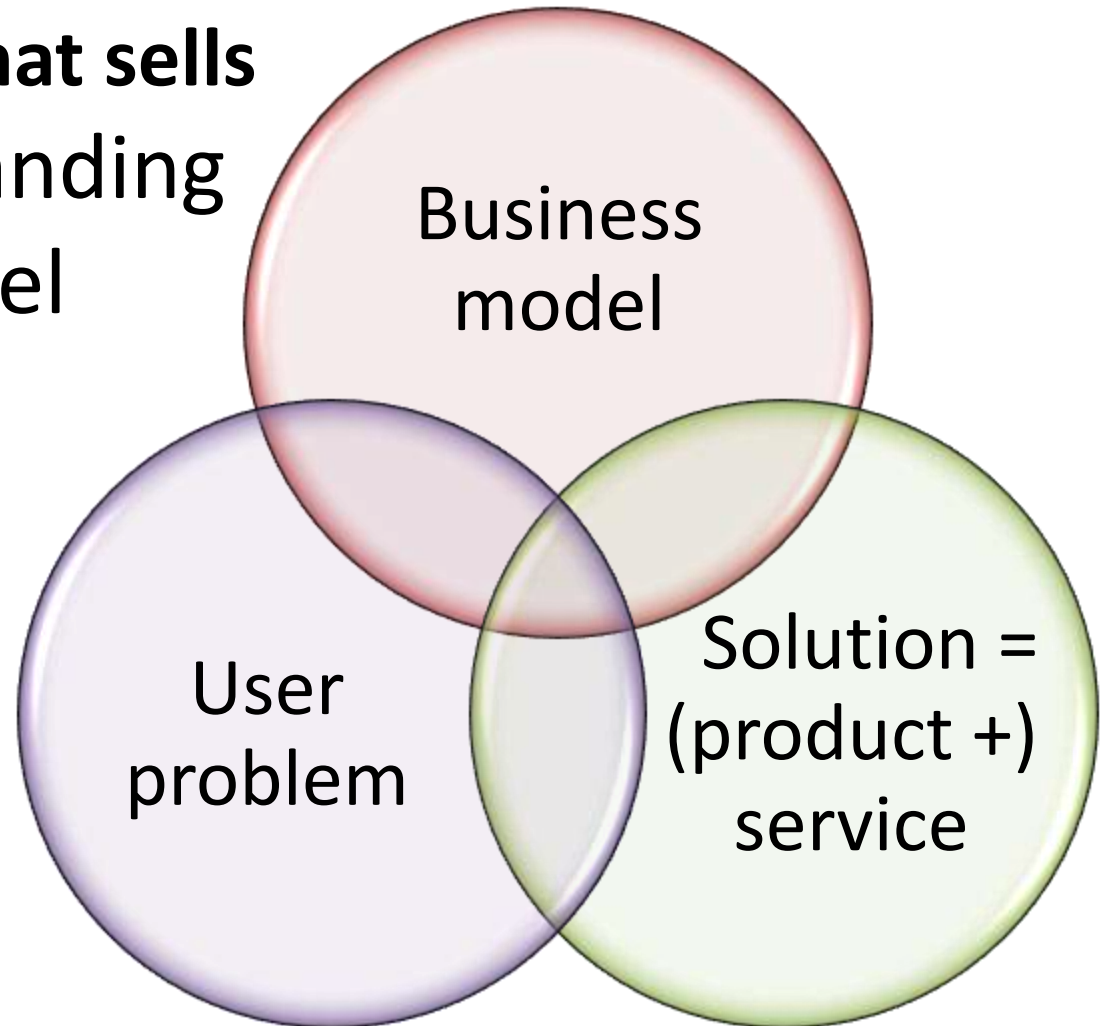 hat sells
nding
el
Business
model
User
problem
Solution =
(product +)
service